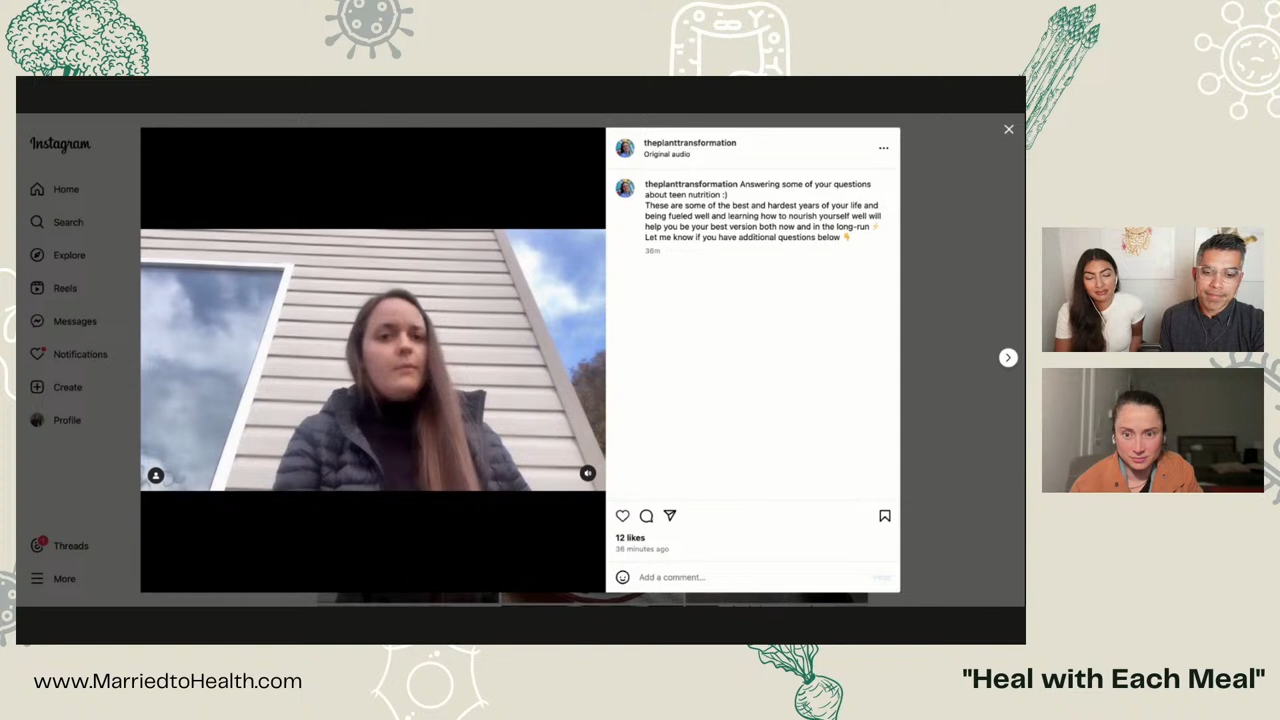 Instagram
Home
Search
Explore
Reels
Messages
Notifications
Create
Profile
Threads
More
theplanttransformation
Original audio
theplanttransformation Answering some of your questions
about teen nutrition :)
These are some of the best and hardest years of your life and
being fueled well and learning how to nourish yourself well will
help you be your best version both now and in the long-run ⚡
Let me know if you have additional questions below 👇
36m
12 likes
36 minutes ago
Add a comment...
www.MarriedtoHealth.com
"Heal with Each Meal"